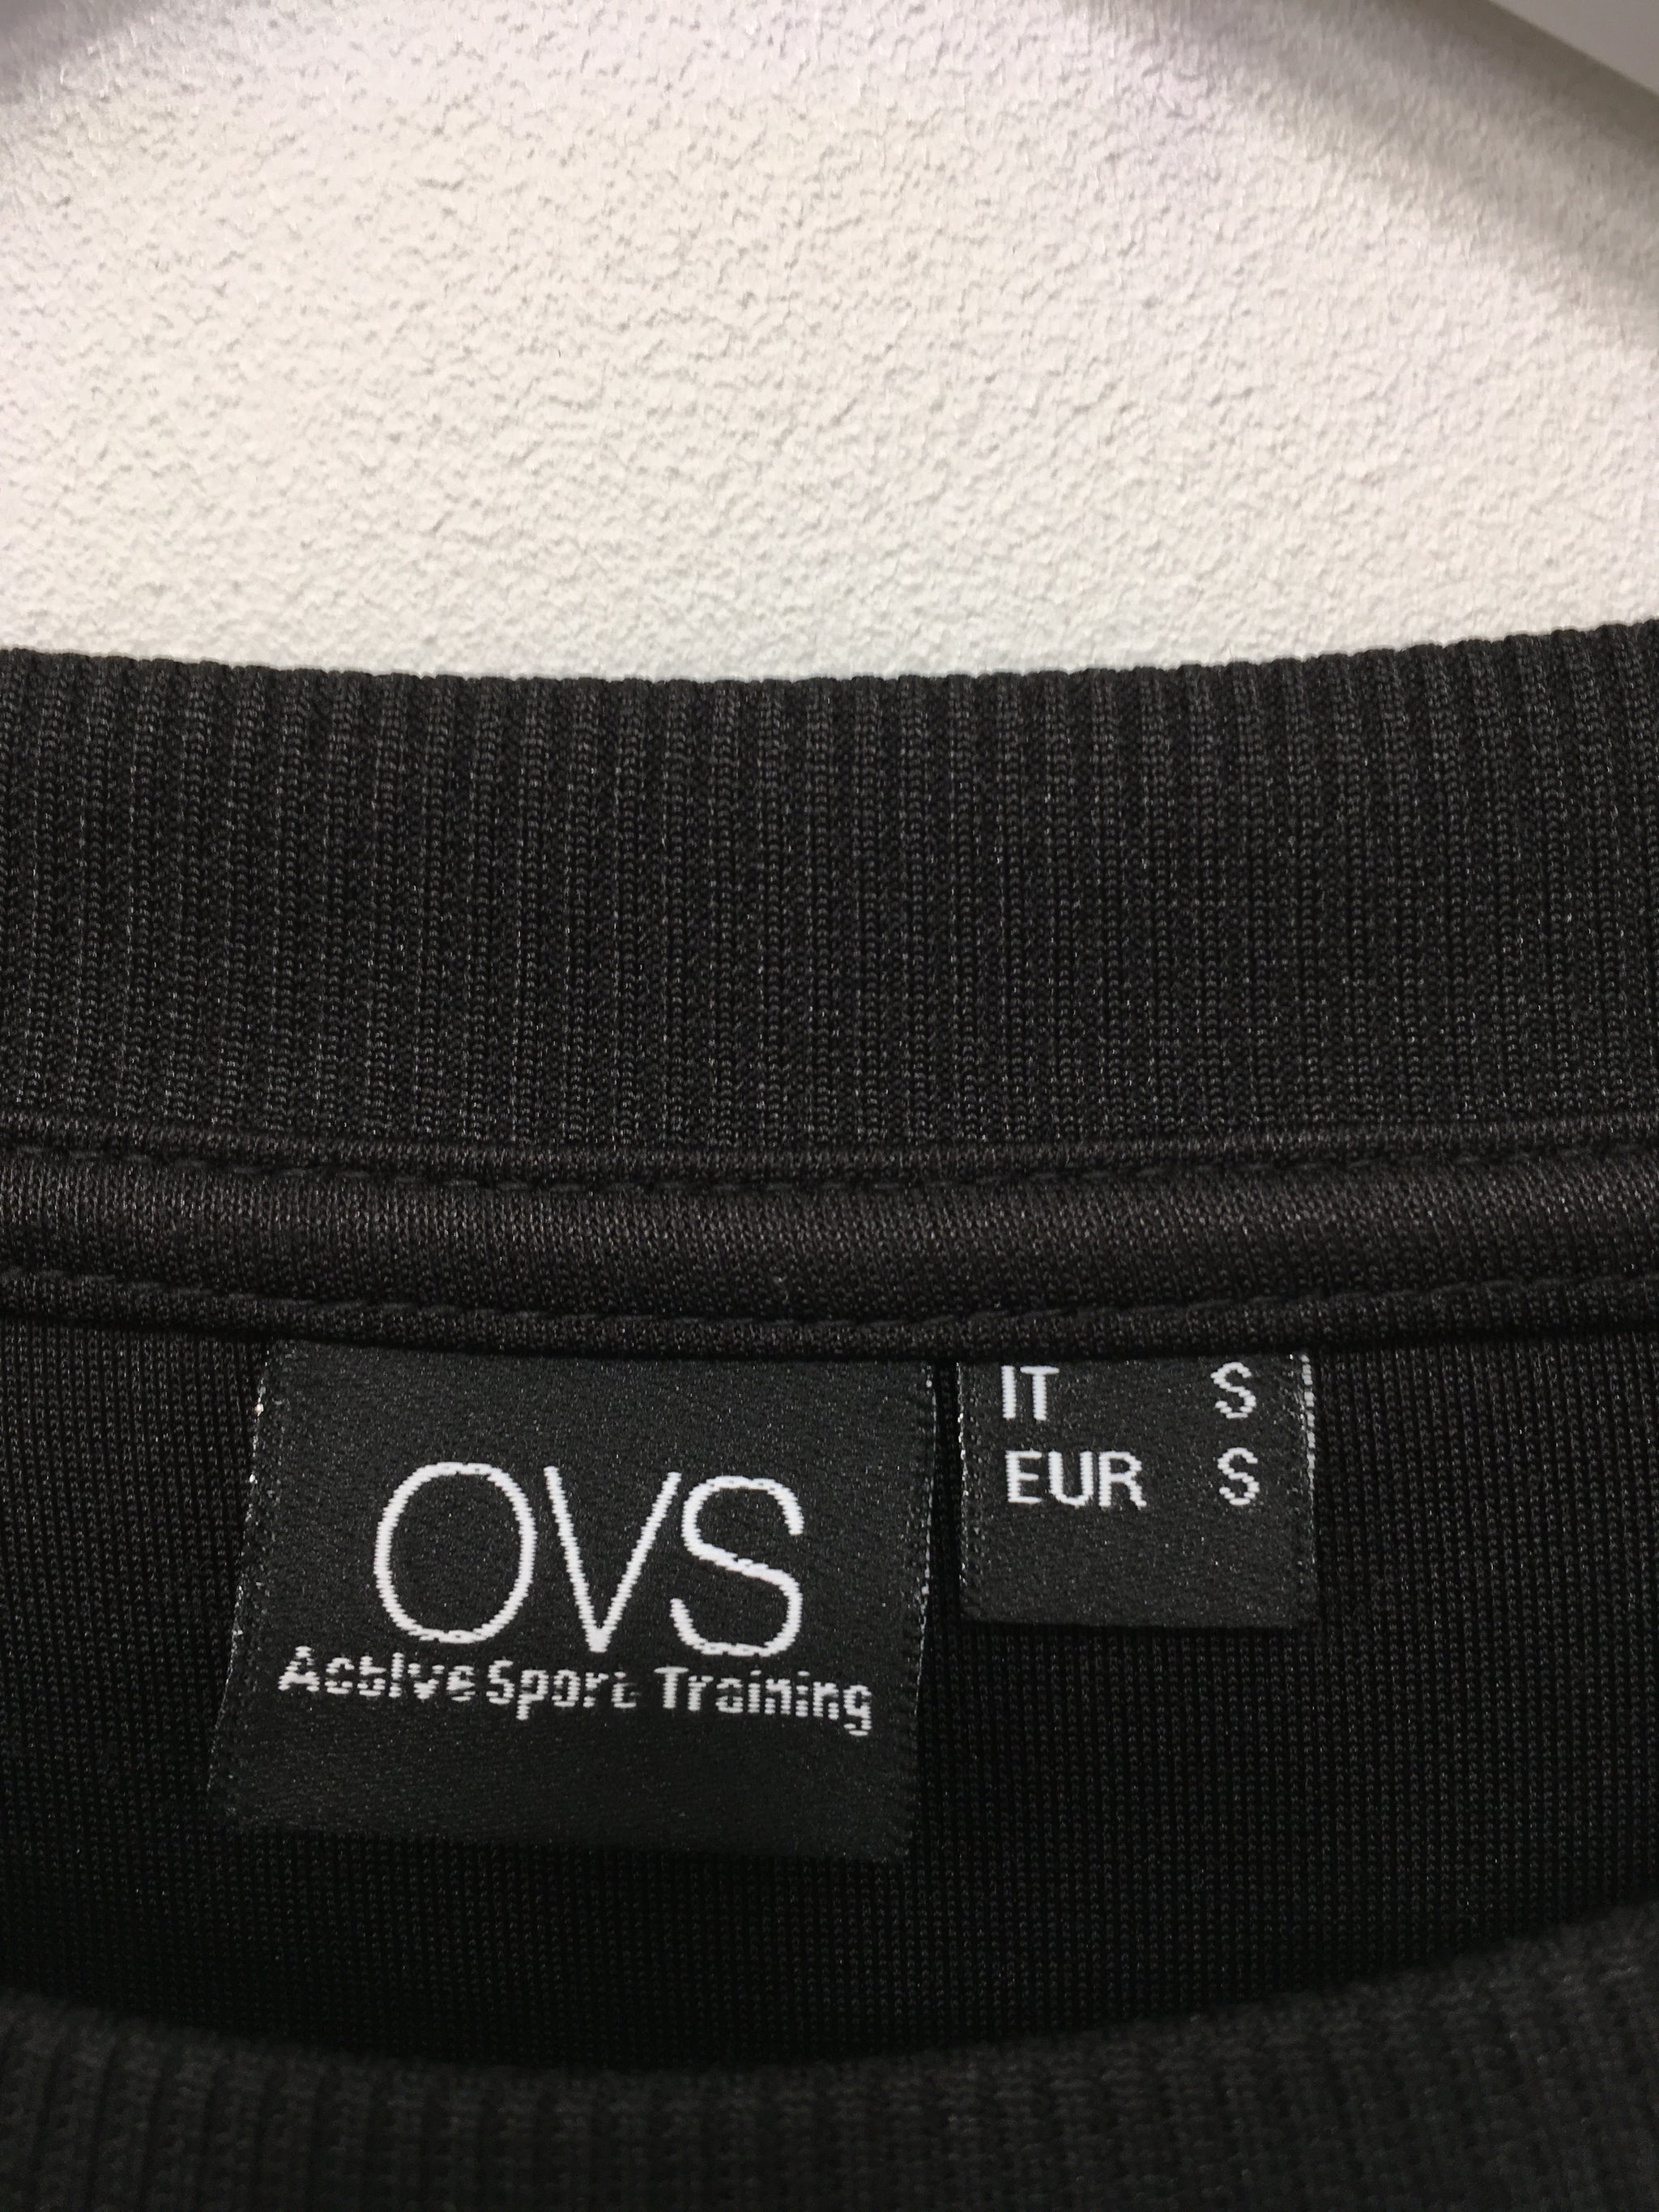 OVS
Active Sport Training
IT S
EUR S